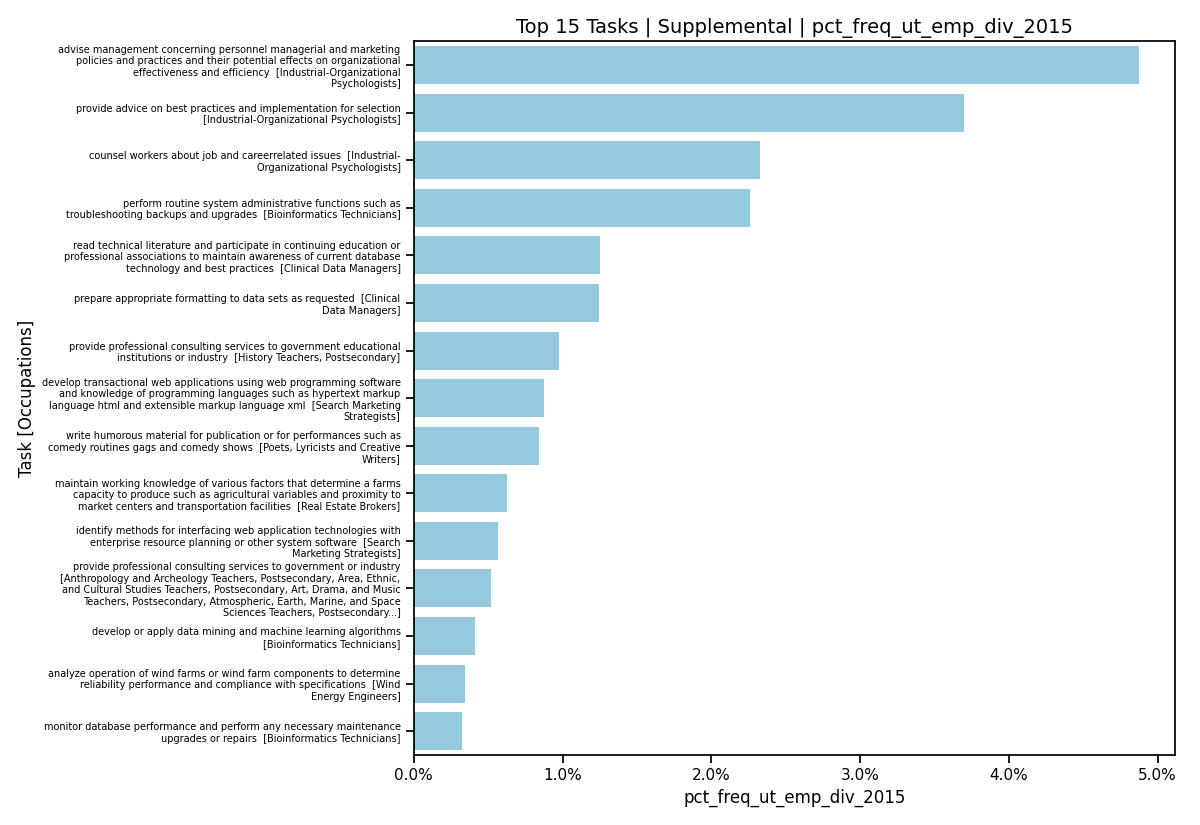 Top 15 Tasks | Supplemental | pct_freq_ut_emp_div_2015
advise management concerning personnel managerial and marketing
policies and practices and their potential effects on organizational
effectiveness and efficiency  [Industrial-Organizational
Psychologists]
provide advice on best practices and implementation for selection
[Industrial-Organizational Psychologists]
counsel workers about job and careerrelated issues  [Industrial-
Organizational Psychologists]
perform routine system administrative functions such as
troubleshooting backups and upgrades  [Bioinformatics Technicians]
read technical literature and participate in continuing education or
professional associations to maintain awareness of current database
technology and best practices  [Clinical Data Managers]
prepare appropriate formatting to data sets as requested  [Clinical
Data Managers]
provide professional consulting services to government educational
institutions or industry  [History Teachers, Postsecondary]
develop transactional web applications using web programming software
and knowledge of programming languages such as hypertext markup
language html and extensible markup language xml  [Search Marketing
Strategists]
write humorous material for publication or for performances such as
comedy routines gags and comedy shows  [Poets, Lyricists and Creative
Writers]
maintain working knowledge of various factors that determine a farms
capacity to produce such as agricultural variables and proximity to
market centers and transportation facilities  [Real Estate Brokers]
identify methods for interfacing web application technologies with
enterprise resource planning or other system software  [Search
Marketing Strategists]
provide professional consulting services to government or industry
[Anthropology and Archeology Teachers, Postsecondary, Area, Ethnic,
and Cultural Studies Teachers, Postsecondary, Art, Drama, and Music
Teachers, Postsecondary, Atmospheric, Earth, Marine, and Space
Sciences Teachers, Postsecondary...]
develop or apply data mining and machine learning algorithms
[Bioinformatics Technicians]
analyze operation of wind farms or wind farm components to determine
reliability performance and compliance with specifications  [Wind
Energy Engineers]
monitor database performance and perform any necessary maintenance
upgrades or repairs  [Bioinformatics Technicians]
Task [Occupations]
0.0% 1.0% 2.0% 3.0% 4.0% 5.0%
pct_freq_ut_emp_div_2015